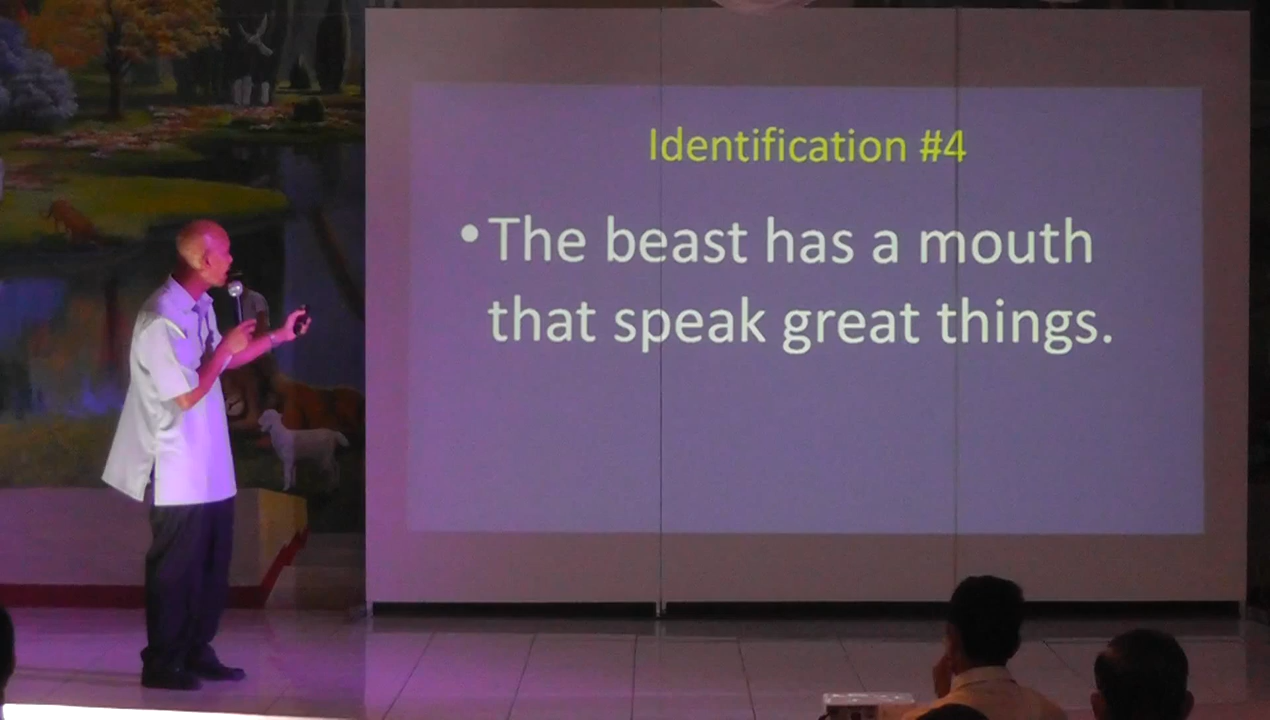 Identification #4
• The beast has a mouth
that speak great things.